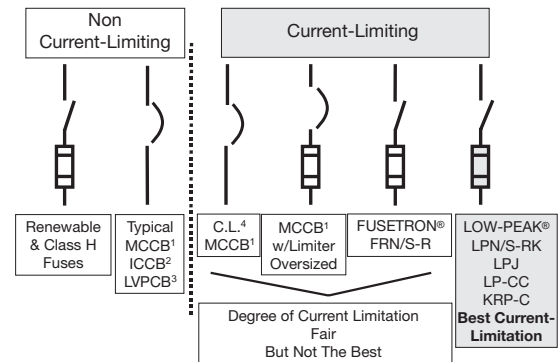 Non
Current-Limiting
Current-Limiting
Renewable
& Class H
Fuses
Typical
MCCB¹
ICCB²
LVPCB³
C.L.⁴
MCCB¹
MCCB¹
w/Limiter
Oversized
FUSETRON®
FRN/S-R
LOW-PEAK®
LPN/S-RK
LPJ
LP-CC
KRP-C
Best Current-
Limitation
Degree of Current Limitation
Fair
But Not The Best